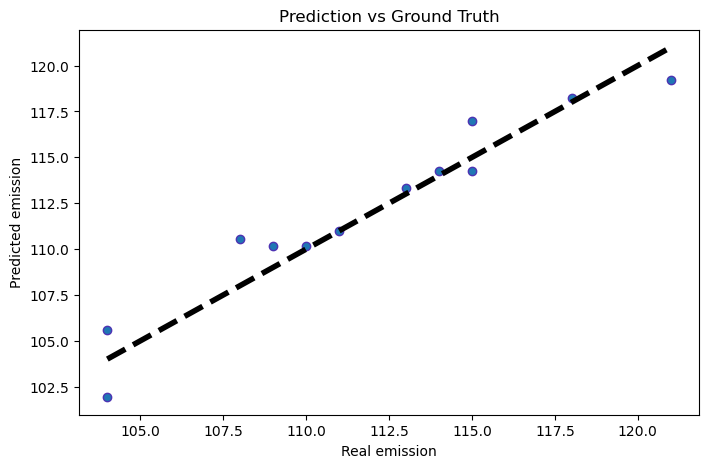 Prediction vs Ground Truth
120.0
117.5
115.0
112.5
110.0
107.5
105.0
102.5
Predicted emission
105.0 107.5 110.0 112.5 115.0 117.5 120.0
Real emission